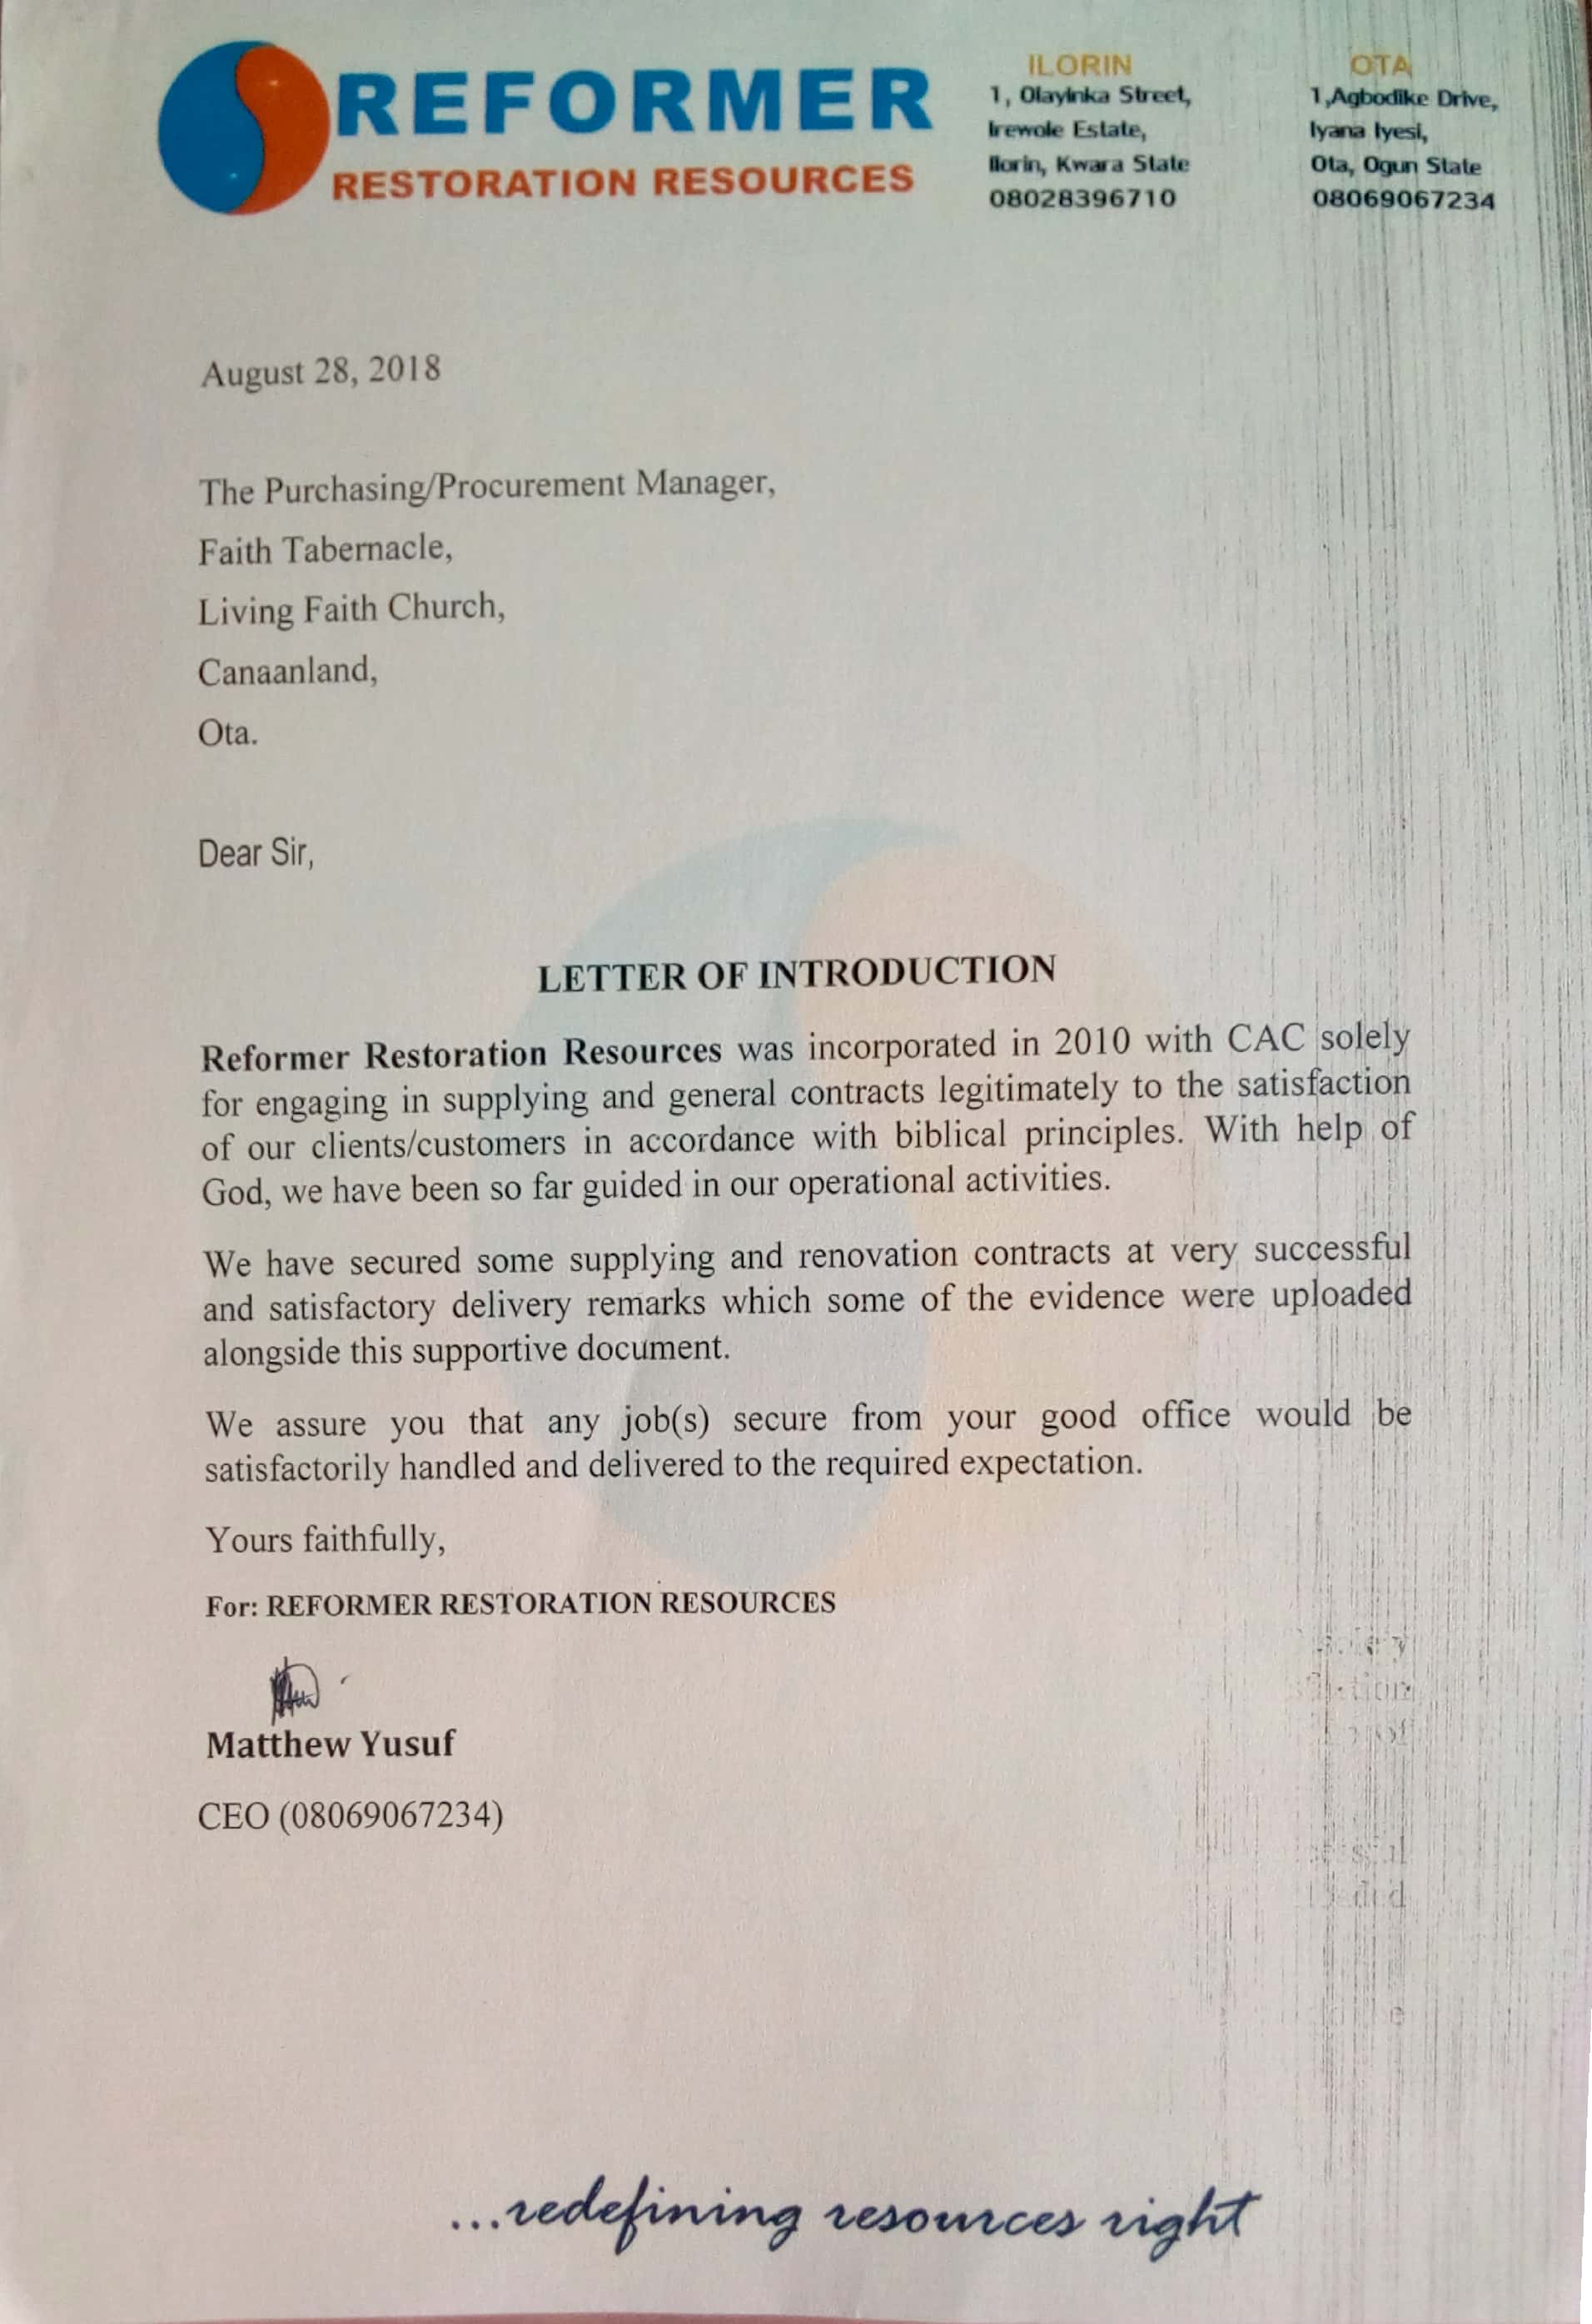 REFORMER
RESTORATION RESOURCES
ILORIN
1, Olayinka Street,
Irewole Estate,
Ilorin, Kwara State
08028396710
OTA
1,Agbodike Drive,
Iyana Iyesi,
Ota, Ogun State
08069067234
August 28, 2018
The Purchasing/Procurement Manager,
Faith Tabernacle,
Living Faith Church,
Canaanland,
Ota.
Dear Sir,
LETTER OF INTRODUCTION
Reformer Restoration Resources was incorporated in 2010 with CAC solely
for engaging in supplying and general contracts legitimately to the satisfaction
of our clients/customers in accordance with biblical principles. With help of
God, we have been so far guided in our operational activities.
We have secured some supplying and renovation contracts at very successful
and satisfactory delivery remarks which some of the evidence were uploaded
alongside this supportive document.
We assure you that any job(s) secure from your good office would be
satisfactorily handled and delivered to the required expectation.
Yours faithfully,
For: REFORMER RESTORATION RESOURCES
Matthew Yusuf
CEO (08069067234)
...redefining resources right